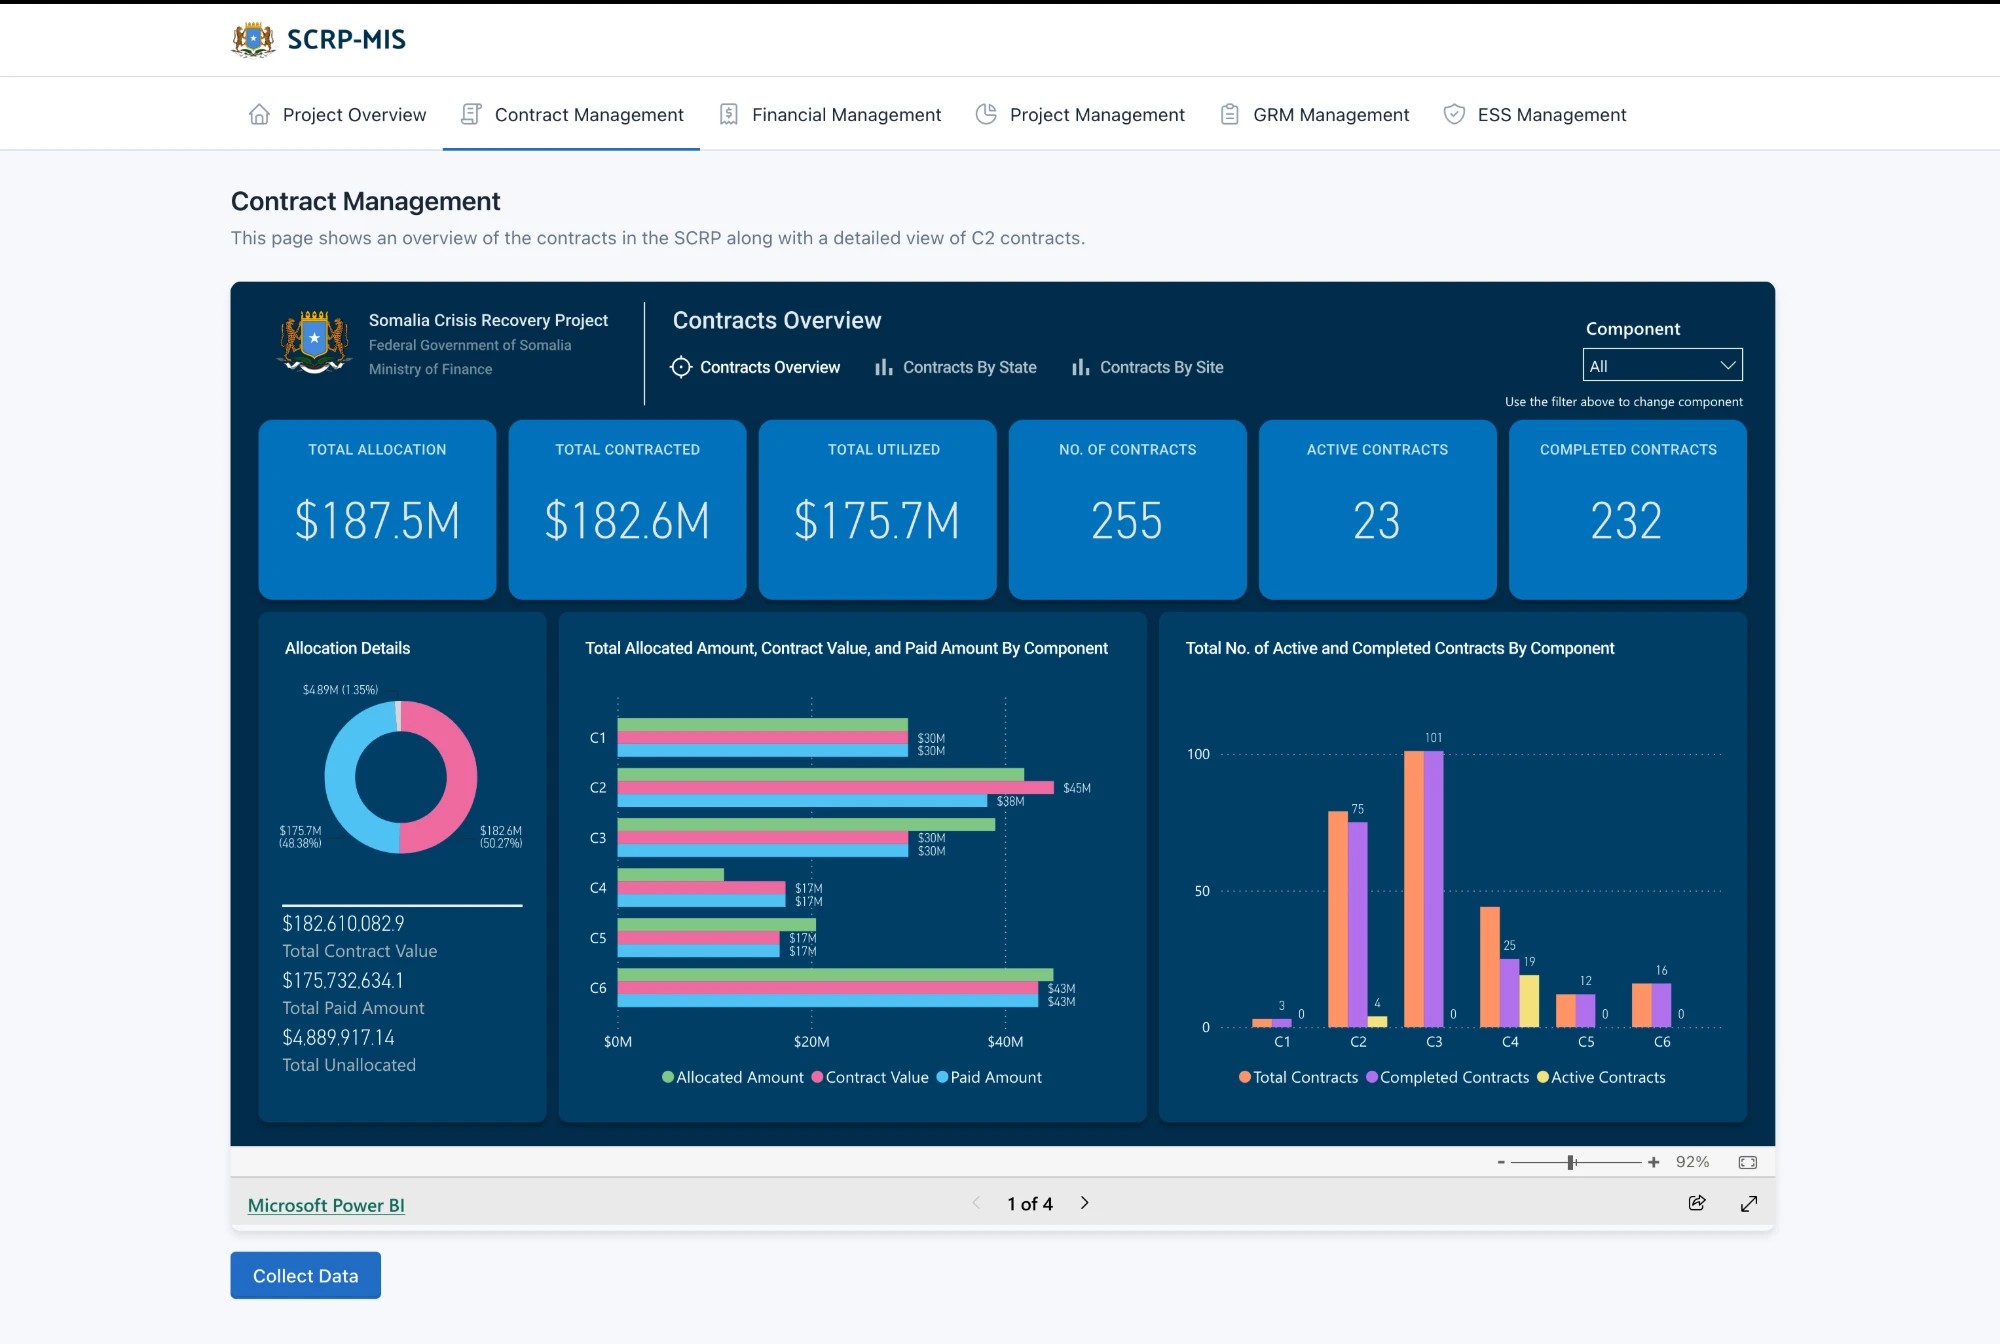 SCRP-MIS
Project Overview
Contract Management
Financial Management
Project Management
GRM Management
ESS Management
Contract Management
This page shows an overview of the contracts in the SCRP along with a detailed view of C2 contracts.
Somalia Crisis Recovery Project
Federal Government of Somalia
Ministry of Finance
Contracts Overview
Contracts Overview
Contracts By State
Contracts By Site
Component
All
Use the filter above to change component
TOTAL ALLOCATION
$187.5M
TOTAL CONTRACTED
$182.6M
TOTAL UTILIZED
$175.7M
NO. OF CONTRACTS
255
ACTIVE CONTRACTS
23
COMPLETED CONTRACTS
232
Allocation Details
$4.89M (1.35%)
$175.7M
(48.38%)
$182.6M
(50.27%)
$182,610,082.9
Total Contract Value
$175,732,634.1
Total Paid Amount
$4,889,917.14
Total Unallocated
Total Allocated Amount, Contract Value, and Paid Amount By Component
C1
$30M
$30M
C2
$45M
$38M
C3
$30M
$30M
C4
$17M
$17M
C5
$17M
$17M
C6
$43M
$43M
$0M
$20M
$40M
Allocated Amount
Contract Value
Paid Amount
Total No. of Active and Completed Contracts By Component
100
50
0
3
0
75
4
101
0
25
19
12
0
16
0
C1
C2
C3
C4
C5
C6
Total Contracts
Completed Contracts
Active Contracts
- + 92%
Microsoft Power BI
1 of 4
Collect Data